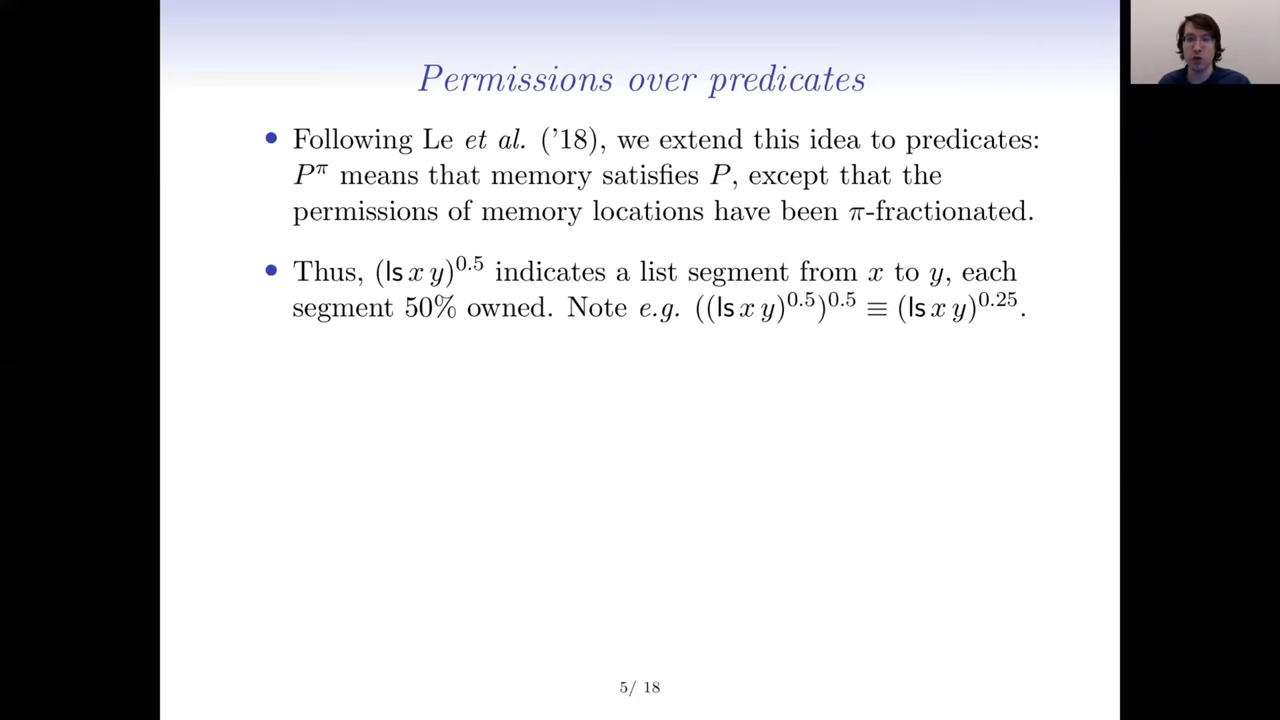 Permissions over predicates
• Following Le et al. (’18), we extend this idea to predicates:
P^π means that memory satisfies P, except that the
permissions of memory locations have been π-fractionated.
• Thus, (ls x y)^0.5 indicates a list segment from x to y, each
segment 50% owned. Note e.g. ((ls x y)^0.5)^0.5 ≡ (ls x y)^0.25.
5/ 18